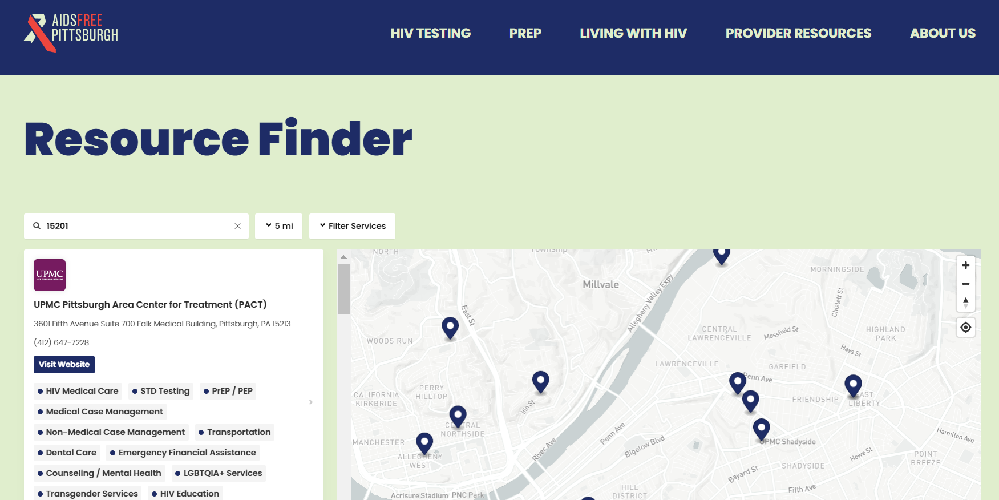 AIDSFREE
PITTSBURGH
HIV TESTING
PREP
LIVING WITH HIV
PROVIDER RESOURCES
ABOUT US
Resource Finder
15201
5 mi
Filter Services
UPMC
LIFE CHANGING MEDICINE
UPMC Pittsburgh Area Center for Treatment (PACT)
3601 Fifth Avenue Suite 700 Falk Medical Building, Pittsburgh, PA 15213
(412) 647-7228
Visit Website
HIV Medical Care
STD Testing
PrEP / PEP
Medical Case Management
Non-Medical Case Management
Transportation
Dental Care
Emergency Financial Assistance
Counseling / Mental Health
LGBTQIA+ Services
Transgender Services
HIV Education
NORTH
Township
MORNINGSIDE
Millvale
Allegheny Valley Expy
Chislett St
East St
CENTRAL
LAWRENCEVILLE
Mossfield St
HIGHLAND
PARK
WOODS RUN
Hays St
LAWRENCEVILLE
GARFIELD
Penn Ave
PERRY
HILLTOP
CALIFORNIA
KIRKBRIDE
Itin St
FRIENDSHIP
EAST
LIBERTY
CENTRAL
NORTHSIDE
MANCHESTER
River Ave
Penn Ave
Bigelow Blvd
UPMC Shadyside
Hamilton Ave
ALLEGHENY
WEST
Howe St
POINT
BREEZE
SHADYSIDE
Bayard St
Fifth Ave
HILL
DISTRICT
Acrisure Stadium
PNC Park